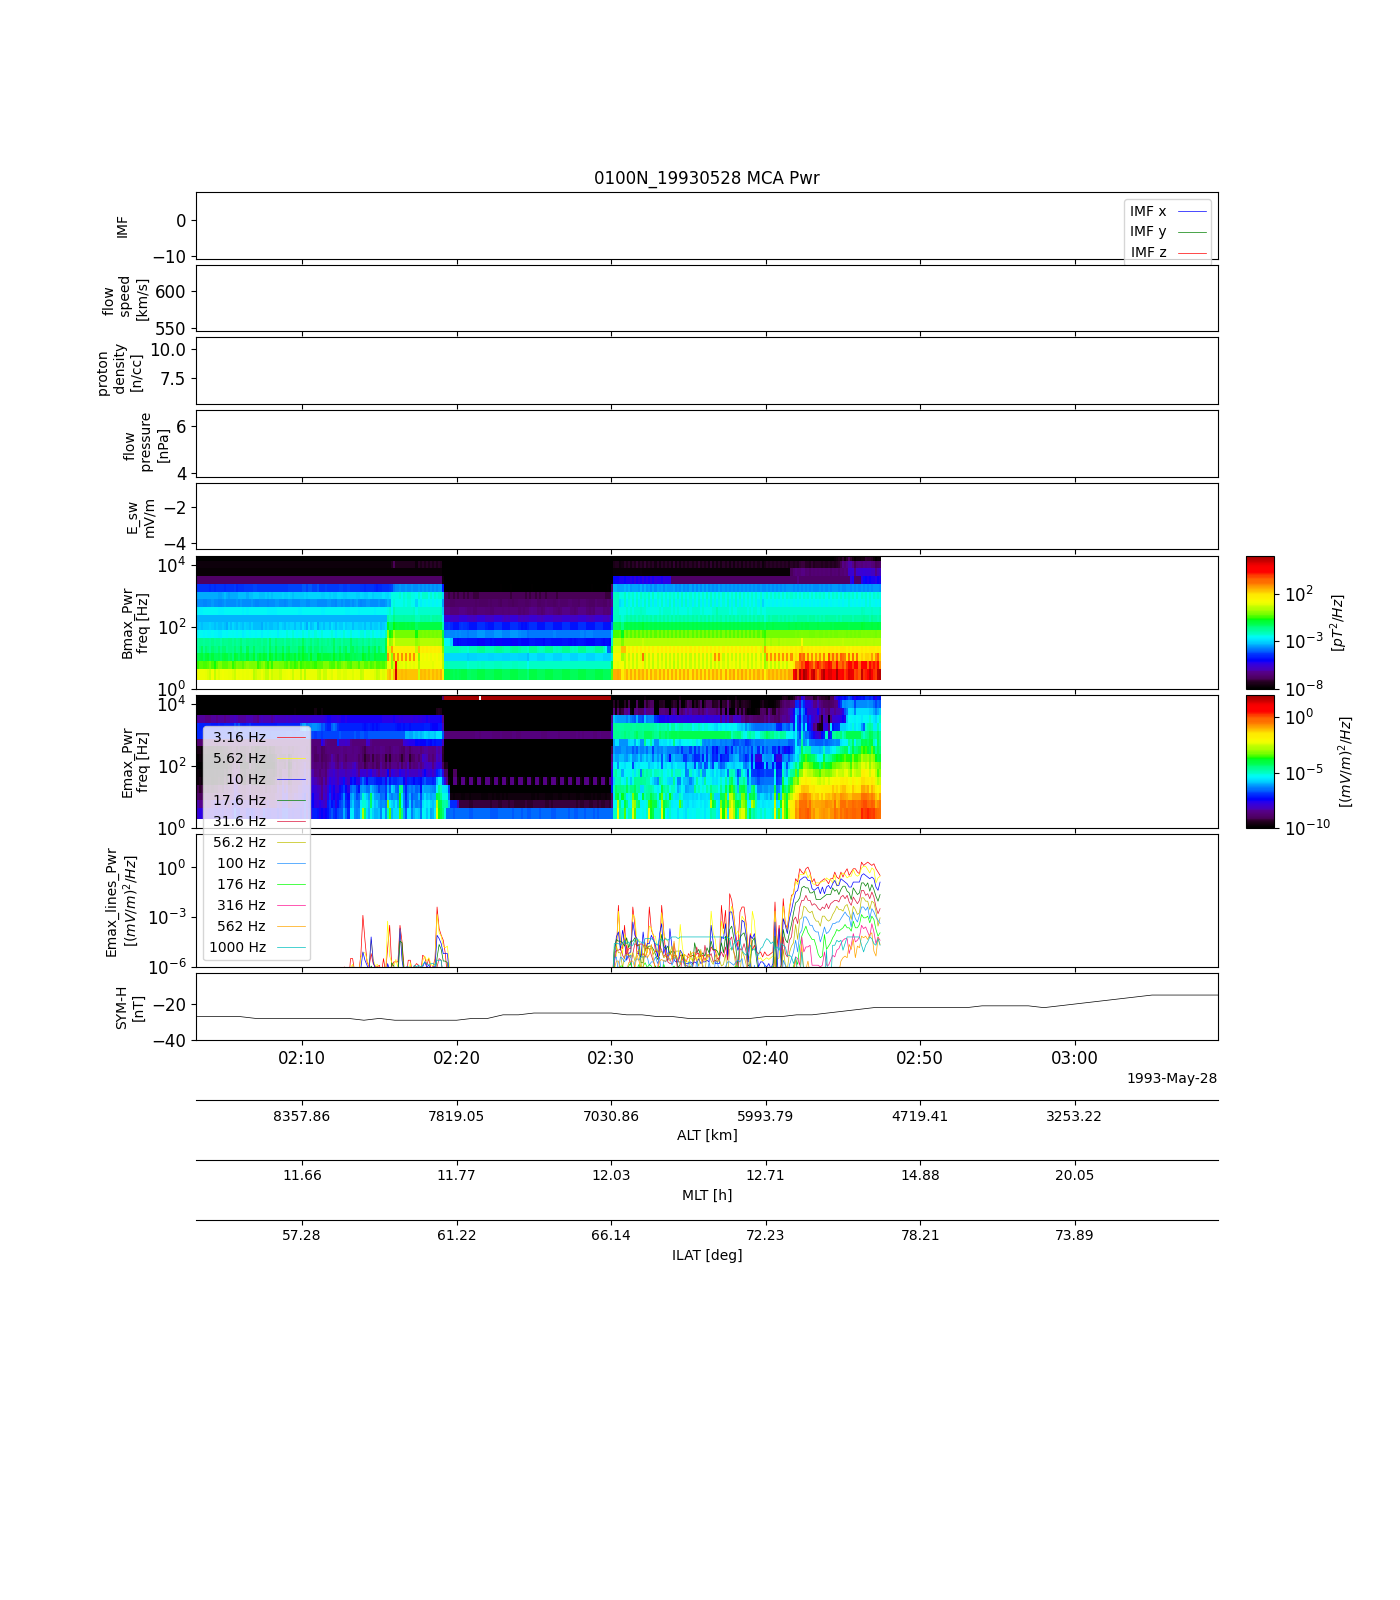 0100N_19930528 MCA Pwr
IMF
0
−10
IMF x
IMF y
IMF z
flow
speed
[km/s]
600
550
proton
density
[n/cc]
10.0
7.5
flow
pressure
[nPa]
6
4
E_sw
mV/m
−2
−4
Bmax_Pwr
freq [Hz]
10^4
10^2
10^0
10^2
10^−3
10^−8
[pT^2/Hz]
Emax_Pwr
freq [Hz]
10^4
10^2
10^0
10^0
10^−5
10^−10
[(mV/m)^2/Hz]
3.16 Hz
5.62 Hz
10 Hz
17.6 Hz
31.6 Hz
56.2 Hz
100 Hz
176 Hz
316 Hz
562 Hz
1000 Hz
Emax_lines_Pwr
[(mV/m)^2/Hz]
10^0
10^−3
10^−6
SYM-H
[nT]
−20
−40
02:10 02:20 02:30 02:40 02:50 03:00
1993-May-28
8357.86 7819.05 7030.86 5993.79 4719.41 3253.22
ALT [km]
11.66 11.77 12.03 12.71 14.88 20.05
MLT [h]
57.28 61.22 66.14 72.23 78.21 73.89
ILAT [deg]